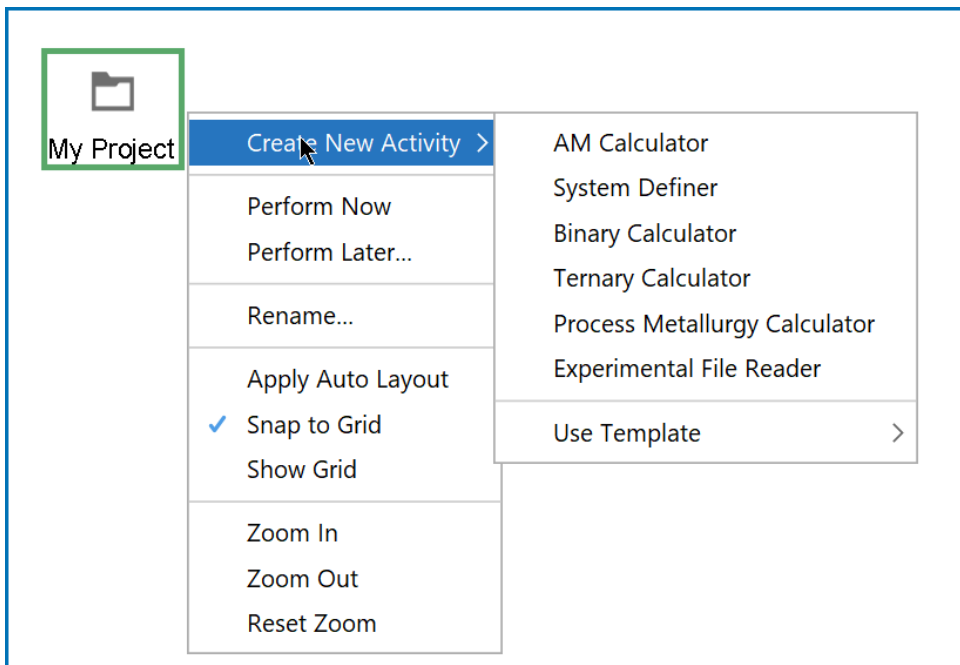 My Project
Create New Activity
Perform Now
Perform Later...
Rename...
Apply Auto Layout
Snap to Grid
Show Grid
Zoom In
Zoom Out
Reset Zoom
AM Calculator
System Definer
Binary Calculator
Ternary Calculator
Process Metallurgy Calculator
Experimental File Reader
Use Template